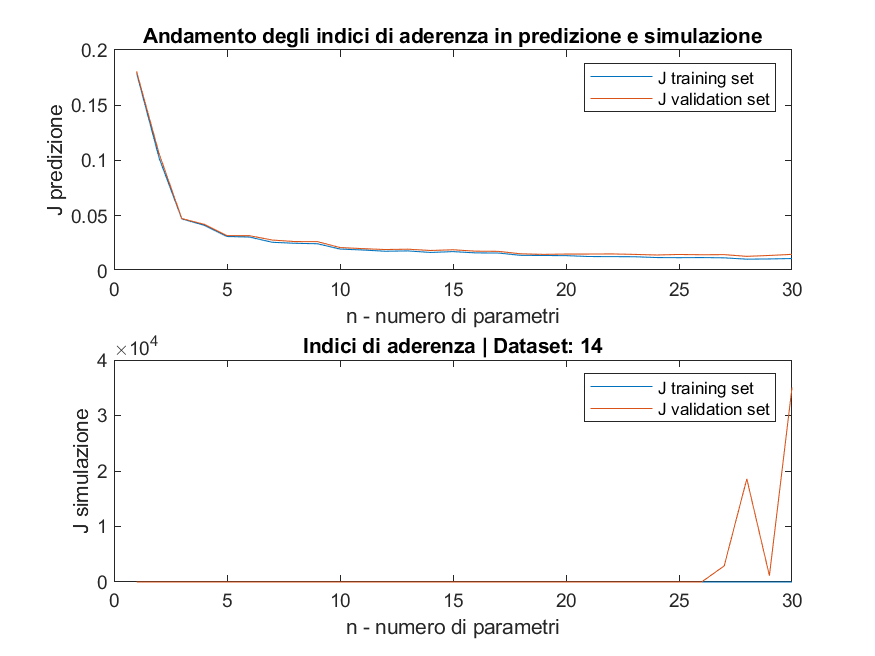 Andamento degli indici di aderenza in predizione e simulazione
0.2
0.15
0.1
0.05
0
J predizione
J training set
J validation set
0 5 10 15 20 25 30
n - numero di parametri
×10⁴
Indici di aderenza | Dataset: 14
4
3
2
1
0
J simulazione
J training set
J validation set
0 5 10 15 20 25 30
n - numero di parametri